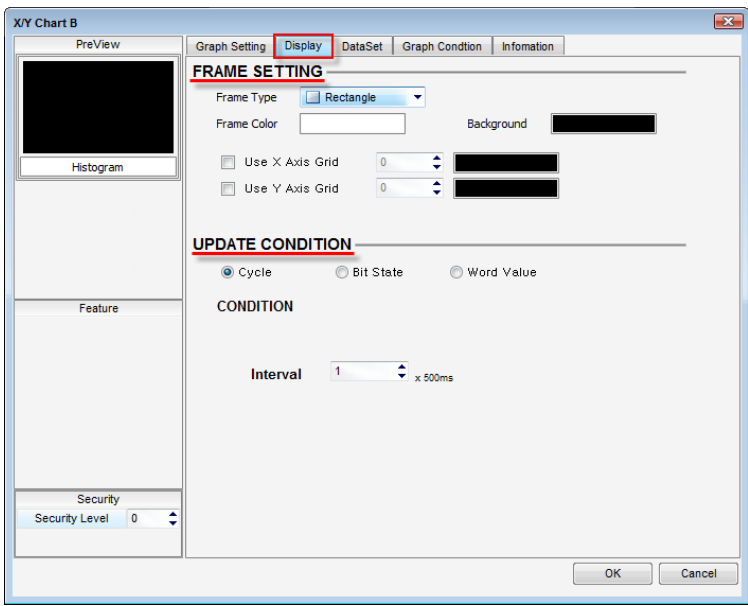 X/Y Chart B
PreView
Histogram
Feature
Security
Security Level 0
Graph Setting Display DataSet Graph Condtion Infomation
FRAME SETTING
Frame Type Rectangle
Frame Color Background
Use X Axis Grid 0
Use Y Axis Grid 0
UPDATE CONDITION
Cycle Bit State Word Value
CONDITION
Interval 1 x 500ms
OK Cancel